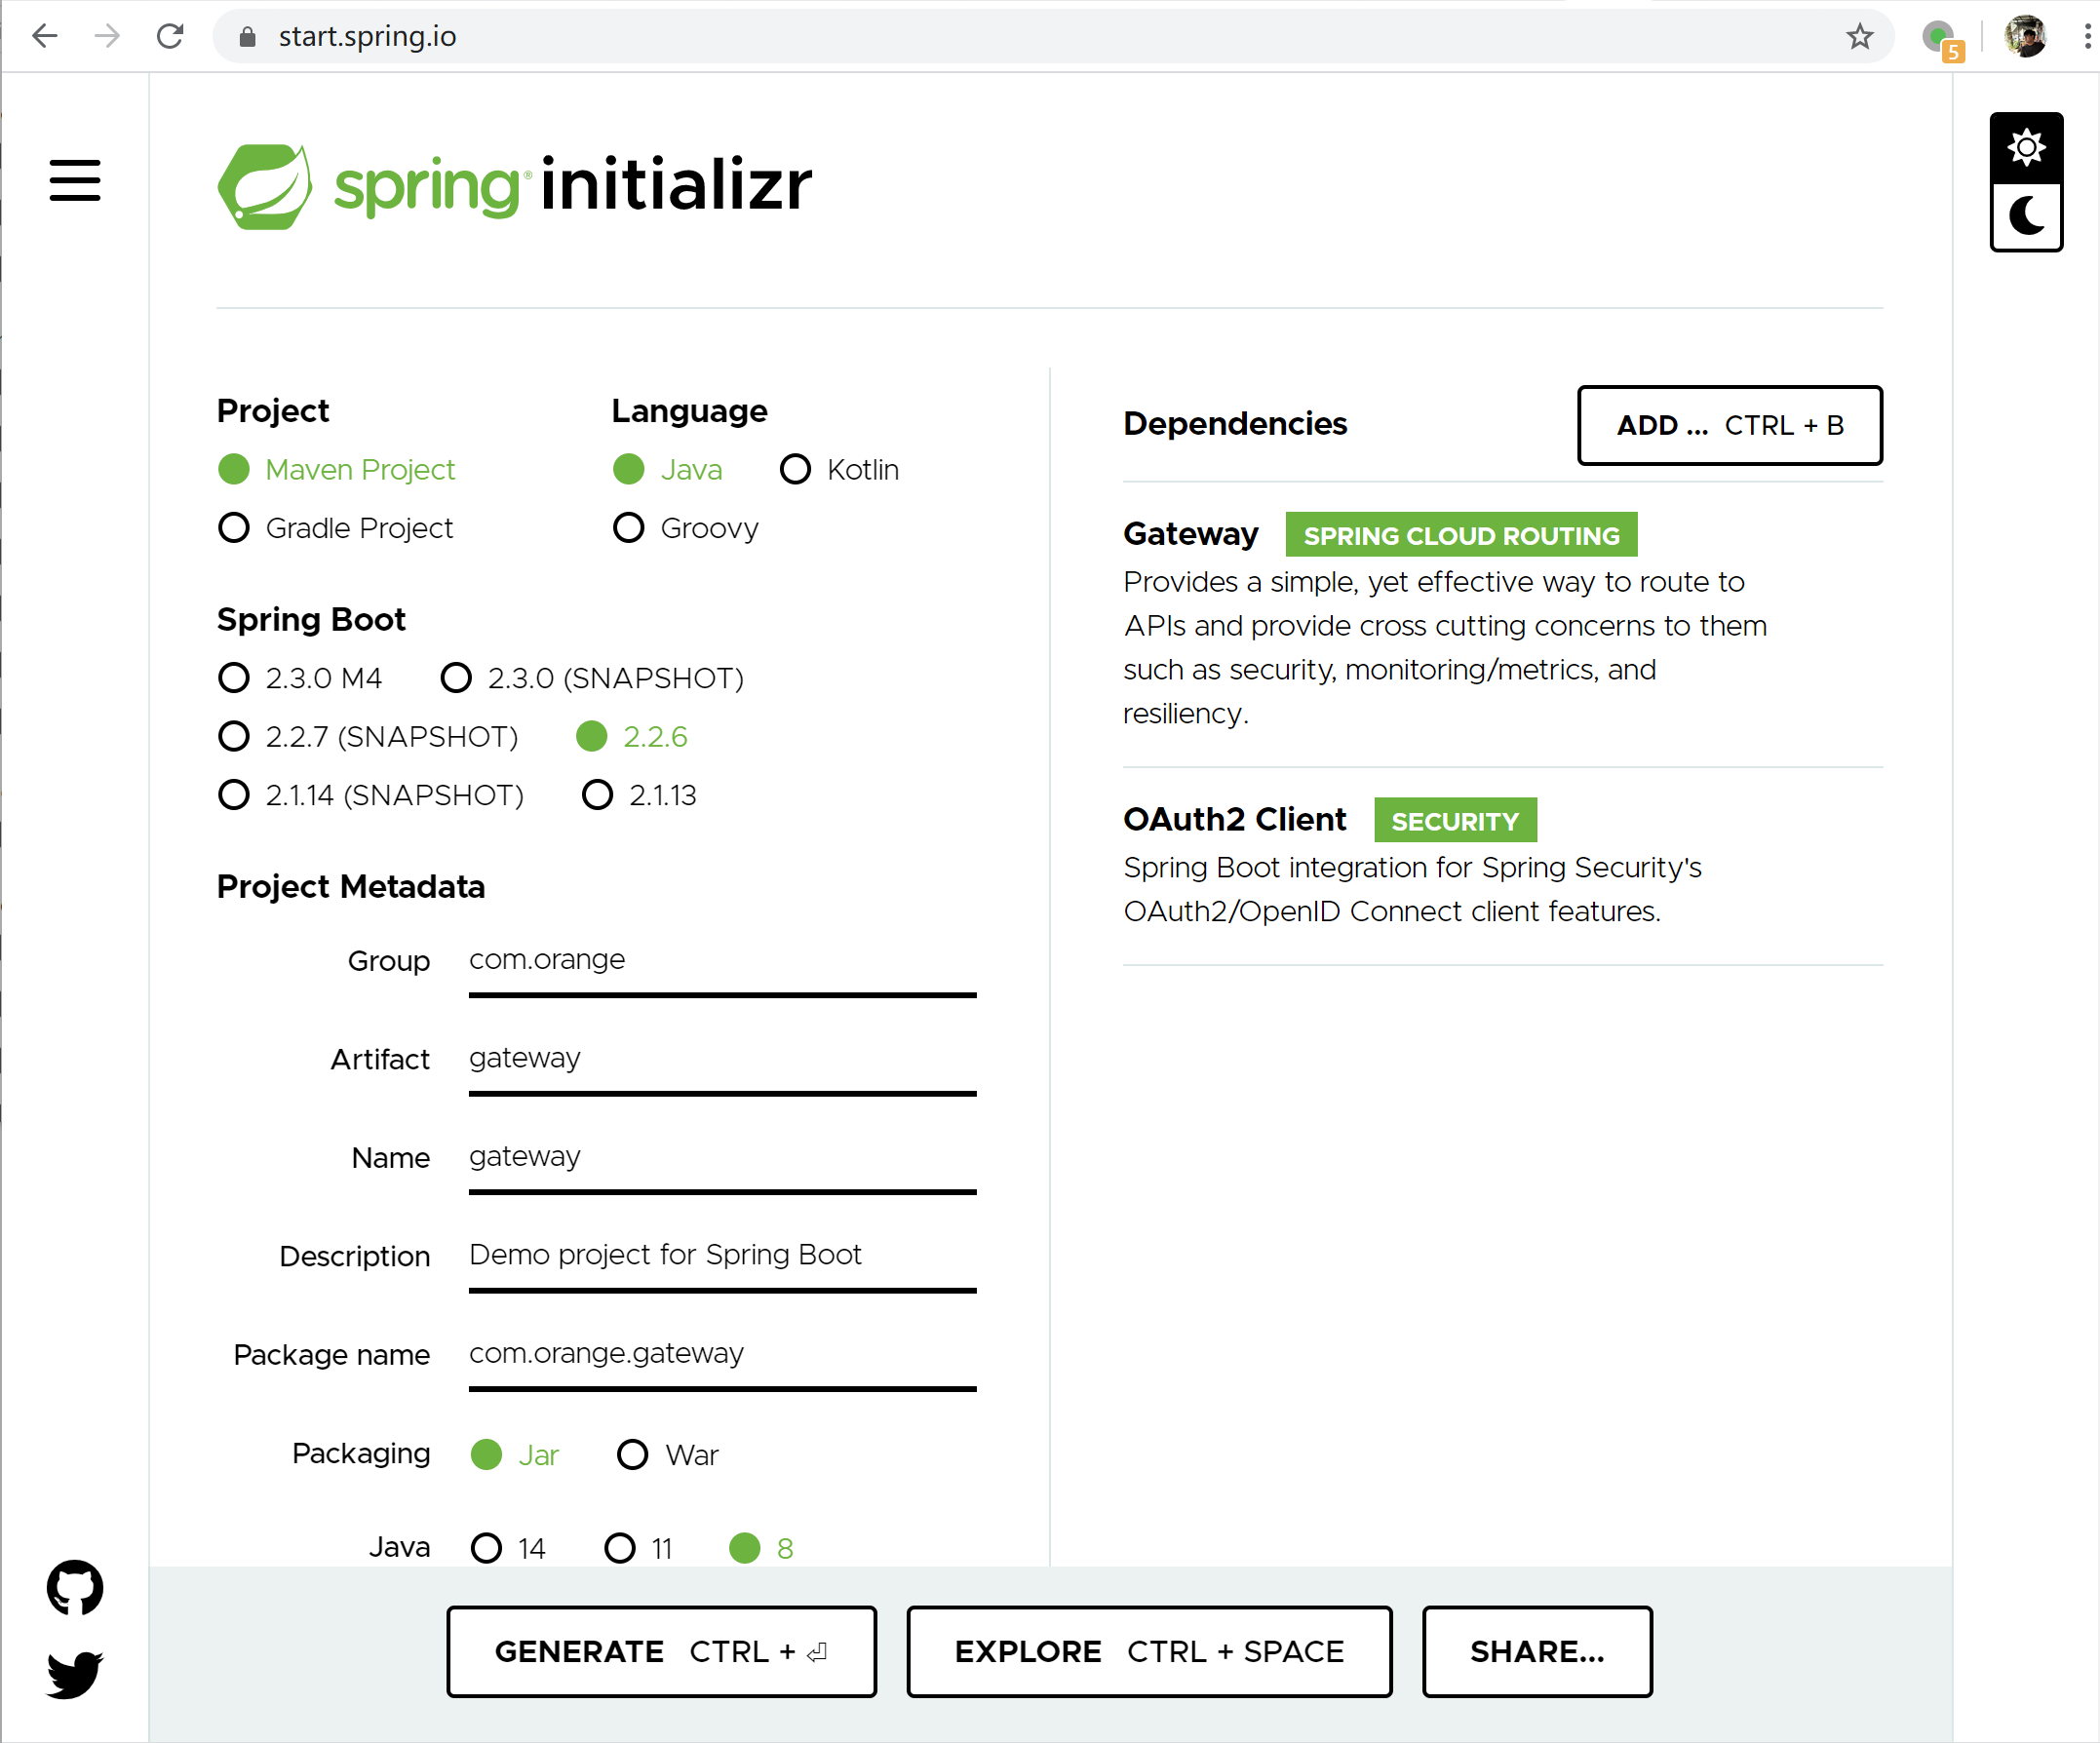 start.spring.io
5
spring® initializr
Project
Maven Project
Gradle Project
Language
Java Kotlin
Groovy
Spring Boot
2.3.0 M4 2.3.0 (SNAPSHOT)
2.2.7 (SNAPSHOT) 2.2.6
2.1.14 (SNAPSHOT) 2.1.13
Project Metadata
Group com.orange
Artifact gateway
Name gateway
Description Demo project for Spring Boot
Package name com.orange.gateway
Packaging Jar War
Java 14 11 8
Dependencies ADD ... CTRL + B
Gateway SPRING CLOUD ROUTING
Provides a simple, yet effective way to route to
APIs and provide cross cutting concerns to them
such as security, monitoring/metrics, and
resiliency.
OAuth2 Client SECURITY
Spring Boot integration for Spring Security's
OAuth2/OpenID Connect client features.
GENERATE CTRL + ⏎ EXPLORE CTRL + SPACE SHARE...